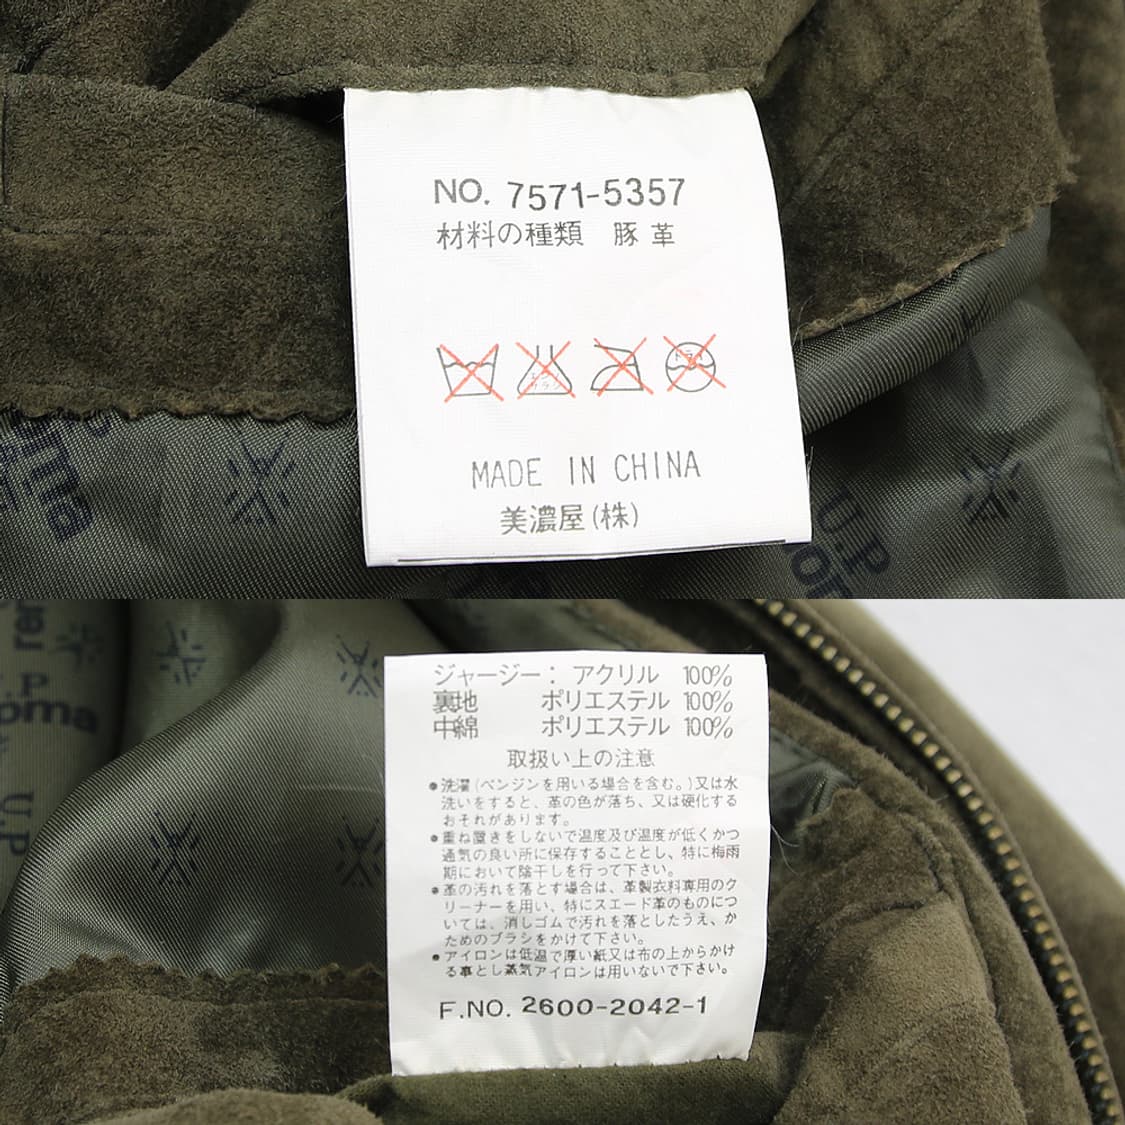 NO. 7571-5357
材料の種類 豚革
エンソ
サラシ
ドライ
MADE IN CHINA
美濃屋(株)
U.P
renoma
U.P
ジャージー: アクリル 100%
裏地 ポリエステル 100%
中綿 ポリエステル 100%
取扱い上の注意
●洗濯(ベンジンを用いる場合を含む。)又は水
洗いをすると、革の色が落ち、又は硬化する
おそれがあります。
●重ね置きをしないで温度及び湿度が低くかつ
通気の良い所に保存することとし、特に梅雨
期において陰干しを行って下さい。
●革の汚れを落とす場合は、革製衣料専用のク
リーナーを用い、特にスエード革のものにつ
いては、消しゴムで汚れを落としたうえ、か
ためのブラシをかけて下さい。
●アイロンは低温で厚い紙又は布の上からかけ
る事とし蒸気アイロンは用いないで下さい。
F.NO. 2600-2042-1